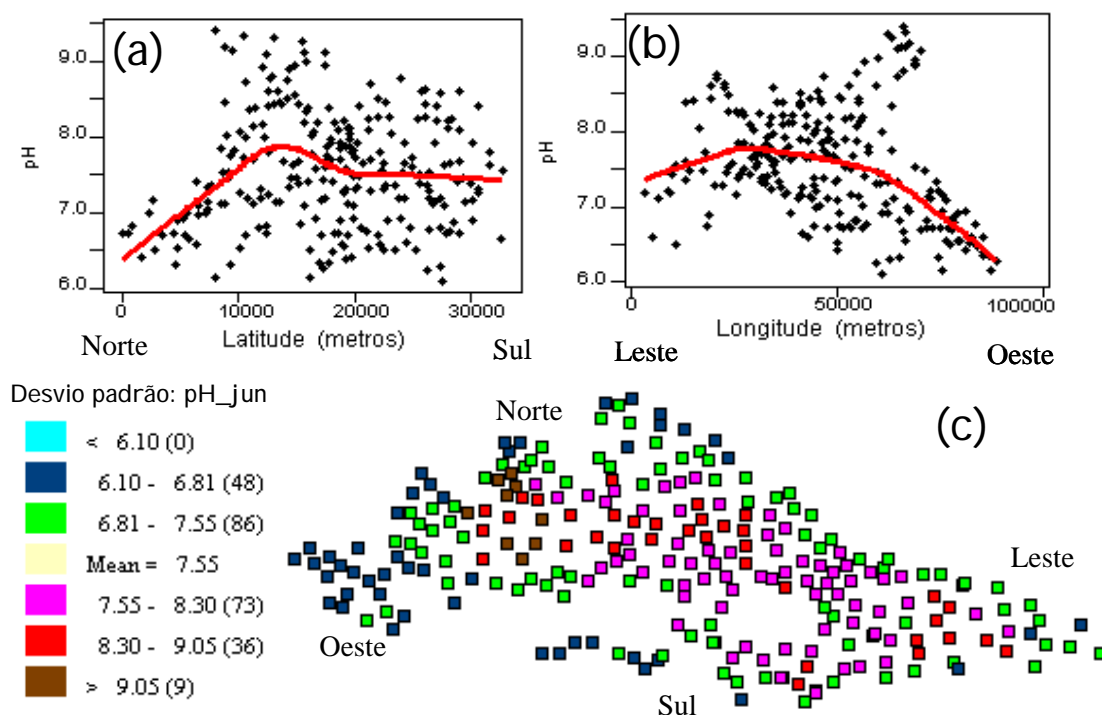 (a)
9.0
8.0
7.0
6.0
pH
0 10000 20000 30000
Latitude (metros)
Norte Sul
(b)
9.0
8.0
7.0
6.0
pH
0 50000 100000
Longitude (metros)
Leste Oeste
Desvio padrão: pH_jun
< 6.10 (0)
6.10 - 6.81 (48)
6.81 - 7.55 (86)
Mean = 7.55
7.55 - 8.30 (73)
8.30 - 9.05 (36)
> 9.05 (9)
(c)
Norte
Leste
Oeste
Sul